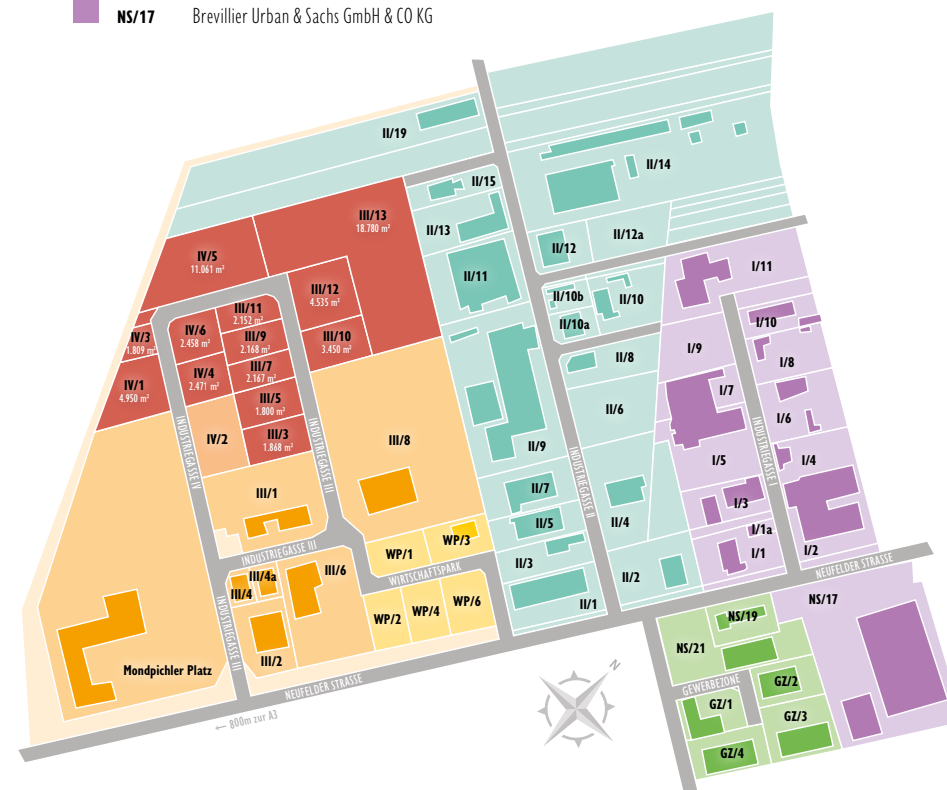 NS/17 Brevillier Urban & Sachs GmbH & CO KG
II/19
II/14
II/15
III/13
18.780 m²
II/13
II/12
II/12a
IV/5
11.061 m²
II/11
I/11
III/12
4.535 m²
II/10b
II/10
III/11
2.152 m²
IV/6
2.458 m²
II/10a
I/10
IV/3
1.809 m²
III/9
2.168 m²
III/10
3.450 m²
I/9
II/8
I/8
IV/4
2.471 m²
III/7
2.167 m²
IV/1
4.950 m²
I/7
III/5
1.800 m²
II/6
I/6
IV/2
III/3
1.868 m²
III/8
II/9
INDUSTRIEGASSE IV
INDUSTRIEGASSE III
INDUSTRIEGASSE II
INDUSTRIEGASSE I
I/5
I/4
III/1
II/7
I/3
II/5
II/4
I/1a
WP/3
WP/1
I/1
I/2
INDUSTRIEGASSE III
II/3
WIRTSCHAFTSPARK
NEUFELDER STRASSE
III/4a
III/6
III/4
II/2
WP/6
II/1
WP/4
WP/2
NS/17
NS/19
INDUSTRIEGASSE III
III/2
NS/21
Mondpichler Platz
N
NEUFELDER STRASSE
GEWERBEZONE
GZ/2
GZ/1
GZ/3
← 800m zur A3
GZ/4